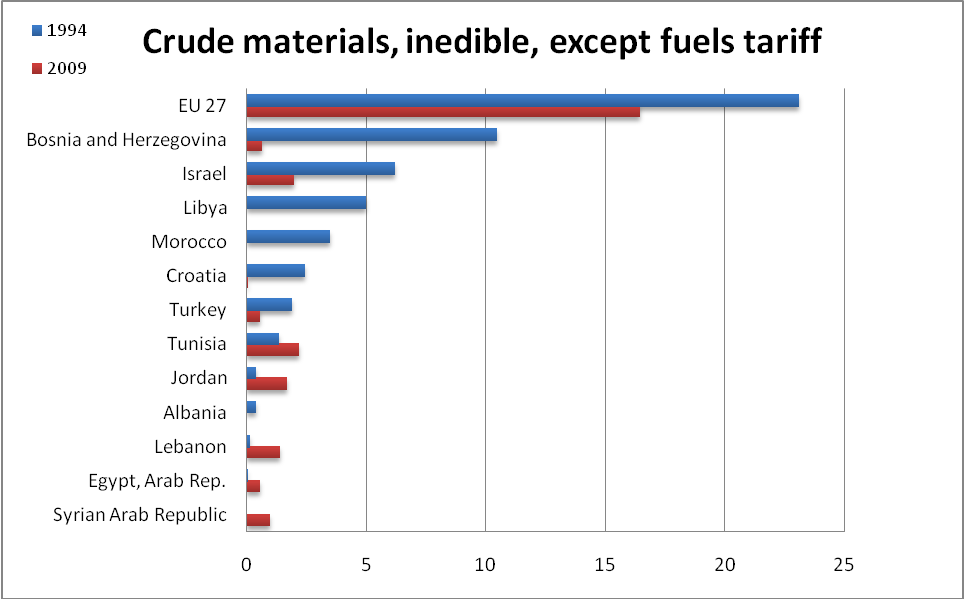 1994
2009
Crude materials, inedible, except fuels tariff
EU 27
Bosnia and Herzegovina
Israel
Libya
Morocco
Croatia
Turkey
Tunisia
Jordan
Albania
Lebanon
Egypt, Arab Rep.
Syrian Arab Republic
0 5 10 15 20 25